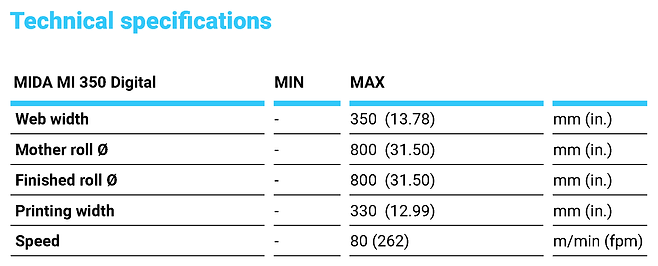 Technical specifications
MIDA MI 350 Digital MIN MAX
Web width - 350 (13.78) mm (in.)
Mother roll Ø - 800 (31.50) mm (in.)
Finished roll Ø - 800 (31.50) mm (in.)
Printing width - 330 (12.99) mm (in.)
Speed - 80 (262) m/min (fpm)